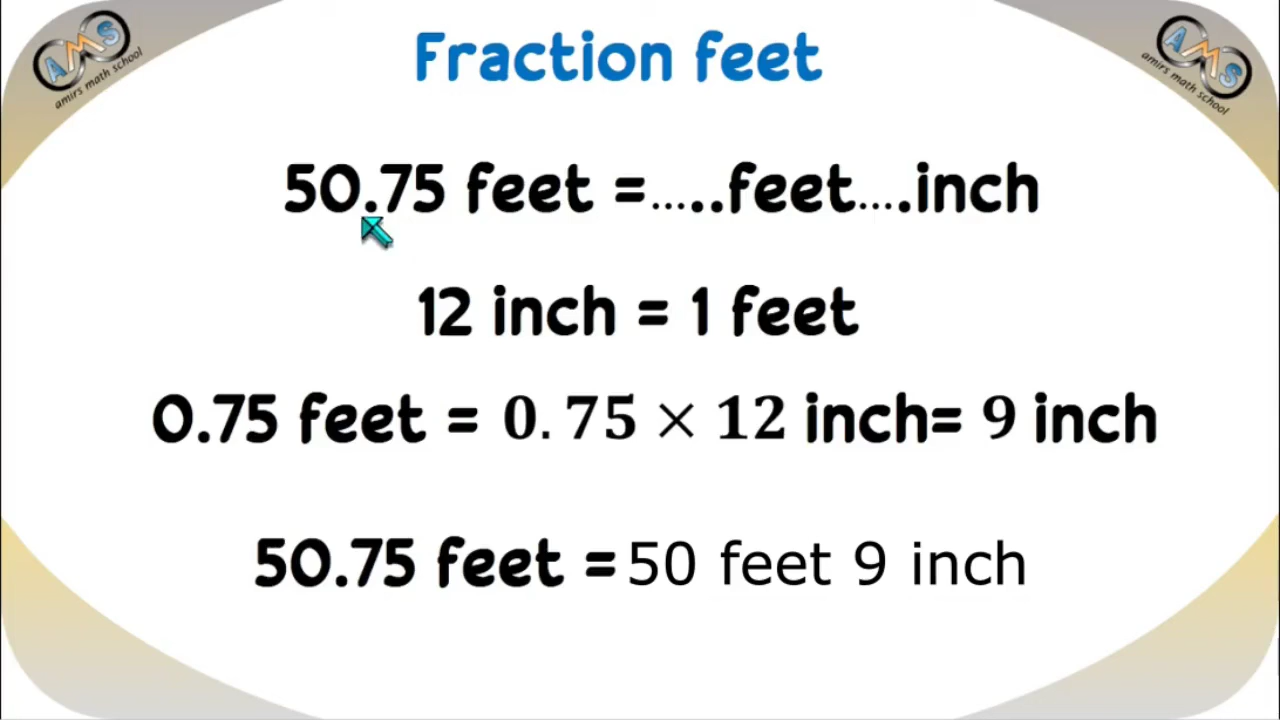 AMS
amirs math school
AMS
amirs math school
Fraction feet
50.75 feet =.....feet....inch
12 inch = 1 feet
0.75 feet = 0.75 × 12 inch= 9 inch
50.75 feet =50 feet 9 inch